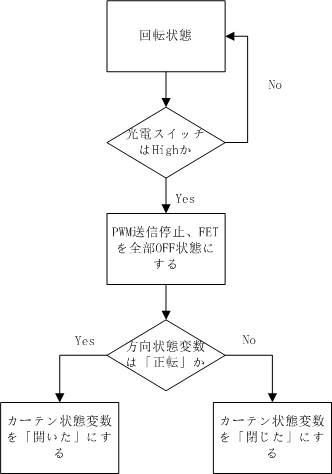 回転状態
No
光電スイッチ
はHighか
Yes
PWM送信停止、FET
を全部OFF状態に
する
Yes
方向状態変数
は「正転」か
No
カーテン状態変数
を「開いた」にす
る
カーテン状態変数
を「閉じた」にす
る